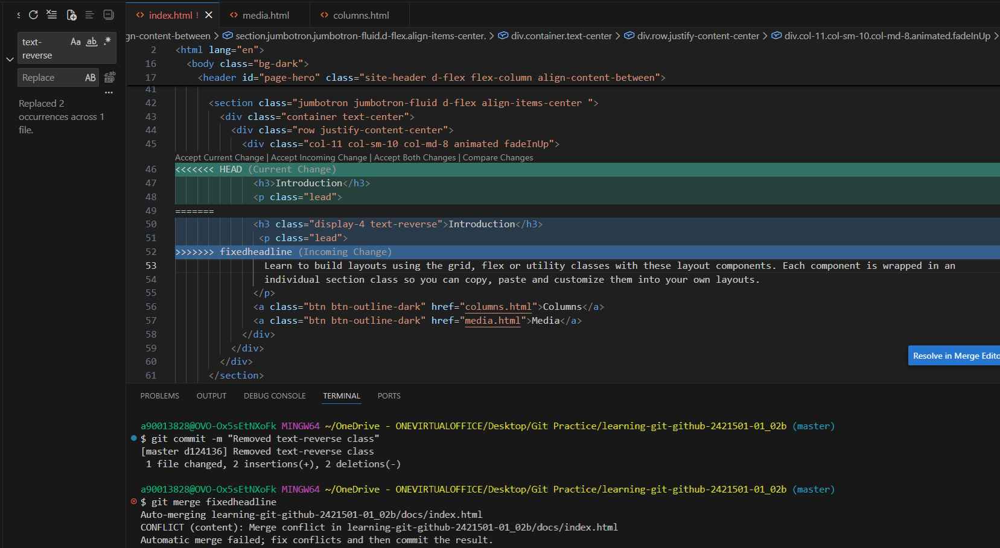 s
index.html !
media.html
columns.html
text-reverse
Aa ab .*
Replace
AB
Replaced 2
occurrences across 1
file.
gn-content-between > section.jumbotron.jumbotron-fluid.d-flex.align-items-center. > div.container.text-center > div.row.justify-content-center > div.col-11.col-sm-10.col-md-8.animated.fadeInUp >
2 <html lang="en">
16 <body class="bg-dark">
17 <header id="page-hero" class="site-header d-flex flex-column align-content-between">
41
42 <section class="jumbotron jumbotron-fluid d-flex align-items-center ">
43 <div class="container text-center">
44 <div class="row justify-content-center">
45 <div class="col-11 col-sm-10 col-md-8 animated fadeInUp">
Accept Current Change | Accept Incoming Change | Accept Both Changes | Compare Changes
46 <<<<<<< HEAD (Current Change)
47 <h3>Introduction</h3>
48 <p class="lead">
49 =======
50 <h3 class="display-4 text-reverse">Introduction</h3>
51 <p class="lead">
52 >>>>>>> fixedheadline (Incoming Change)
53 Learn to build layouts using the grid, flex or utility classes with these layout components. Each component is wrapped in an
54 individual section class so you can copy, paste and customize them into your own layouts.
55 </p>
56 <a class="btn btn-outline-dark" href="columns.html">Columns</a>
57 <a class="btn btn-outline-dark" href="media.html">Media</a>
58 </div>
59 </div>
60 </div>
61 </section>
Resolve in Merge Edito
PROBLEMS OUTPUT DEBUG CONSOLE TERMINAL PORTS
a90013828@OVO-Ox5sEtNXoFk MINGW64 ~/OneDrive - ONEVIRTUALOFFICE/Desktop/Git Practice/learning-git-github-2421501-01_02b (master)
$ git commit -m "Removed text-reverse class"
[master d124136] Removed text-reverse class
1 file changed, 2 insertions(+), 2 deletions(-)
a90013828@OVO-Ox5sEtNXoFk MINGW64 ~/OneDrive - ONEVIRTUALOFFICE/Desktop/Git Practice/learning-git-github-2421501-01_02b (master)
$ git merge fixedheadline
Auto-merging learning-git-github-2421501-01_02b/docs/index.html
CONFLICT (content): Merge conflict in learning-git-github-2421501-01_02b/docs/index.html
Automatic merge failed; fix conflicts and then commit the result.